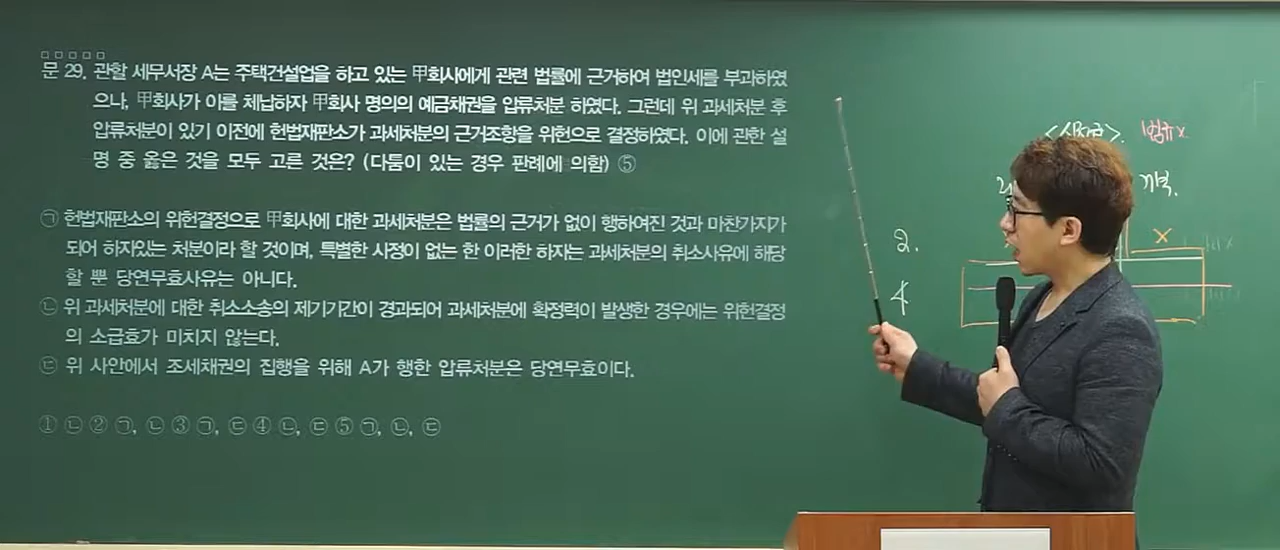 문 29. 관할 세무서장 A는 주택건설업을 하고 있는 甲회사에게 관련 법률에 근거하여 법인세를 부과하였
으나, 甲회사가 이를 체납하자 甲회사 명의의 예금채권을 압류처분 하였다. 그런데 위 과세처분 후
압류처분이 있기 이전에 헌법재판소가 과세처분의 근거조항을 위헌으로 결정하였다. 이에 관한 설
명 중 옳은 것을 모두 고른 것은? (다툼이 있는 경우 판례에 의함) ⑤
㉠ 헌법재판소의 위헌결정으로 甲회사에 대한 과세처분은 법률의 근거가 없이 행하여진 것과 마찬가지가
되어 하자있는 처분이라 할 것이며, 특별한 사정이 없는 한 이러한 하자는 과세처분의 취소사유에 해당
할 뿐 당연무효사유는 아니다.
㉡ 위 과세처분에 대한 취소소송의 제기기간이 경과되어 과세처분에 확정력이 발생한 경우에는 위헌결정
의 소급효가 미치지 않는다.
㉢ 위 사안에서 조세채권의 집행을 위해 A가 행한 압류처분은 당연무효이다.
① ㉡ ② ㉠, ㉡ ③ ㉠, ㉢ ④ ㉡, ㉢ ⑤ ㉠, ㉡, ㉢
기각.
2.
X
4